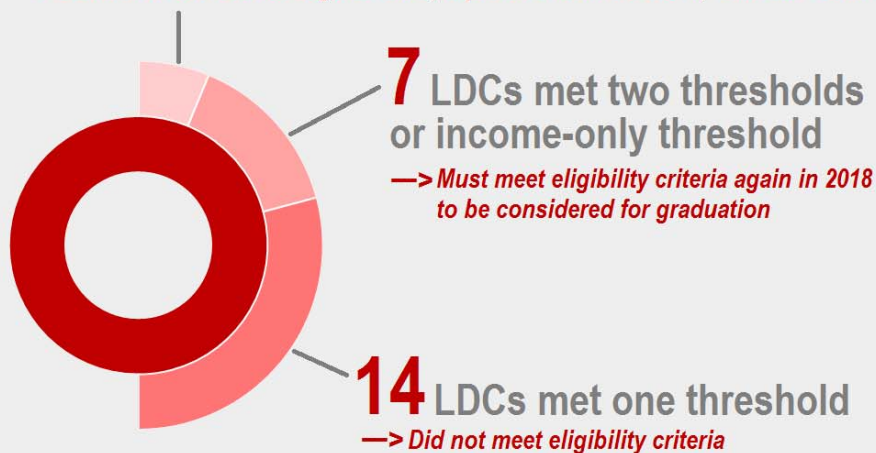 7 LDCs met two thresholds
or income-only threshold
—> Must meet eligibility criteria again in 2018
to be considered for graduation
14 LDCs met one threshold
—> Did not meet eligibility criteria